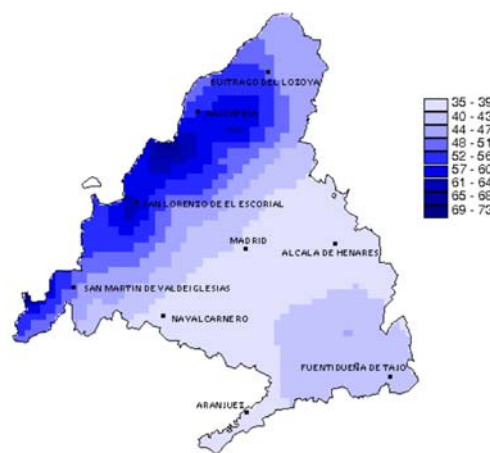 BUITRAGO DEL LOZOYA
RASCAFRIA
SAN LORENZO DE EL ESCORIAL
MADRID
ALCALA DE HENARES
SAN MARTIN DE VALDEIGLESIAS
NAVALCARNERO
FUENTIDUEÑA DE TAJO
ARANJUEZ
35 - 39
40 - 43
44 - 47
48 - 51
52 - 56
57 - 60
61 - 64
65 - 68
69 - 73